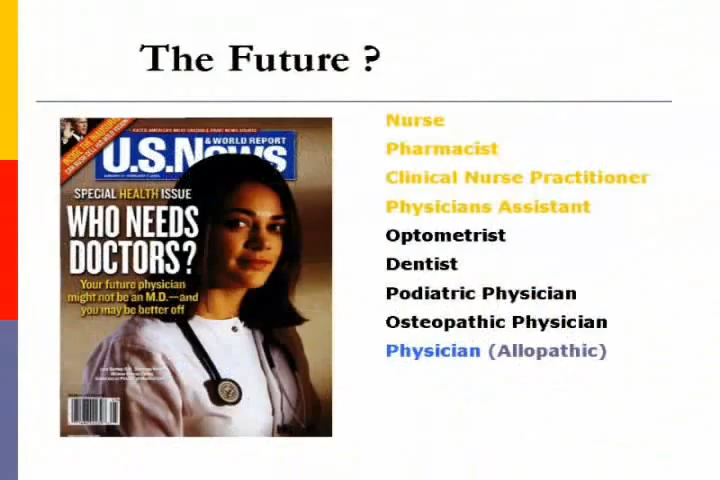 The Future ?
& WORLD REPORT
U.S.News
SPECIAL HEALTH ISSUE
WHO NEEDS
DOCTORS?
Your future physician
might not be an M.D.—and
you may be better off
Nurse
Pharmacist
Clinical Nurse Practitioner
Physicians Assistant
Optometrist
Dentist
Podiatric Physician
Osteopathic Physician
Physician (Allopathic)